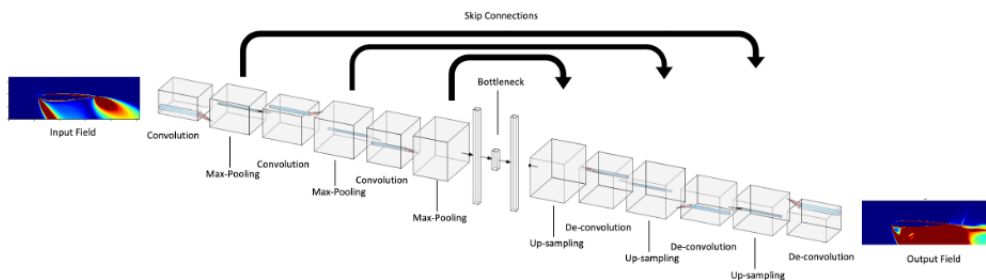 Skip Connections
Bottleneck
Input Field
Convolution
Max-Pooling
Convolution
Max-Pooling
Convolution
Max-Pooling
Up-sampling
De-convolution
Up-sampling
De-convolution
Up-sampling
De-convolution
Output Field